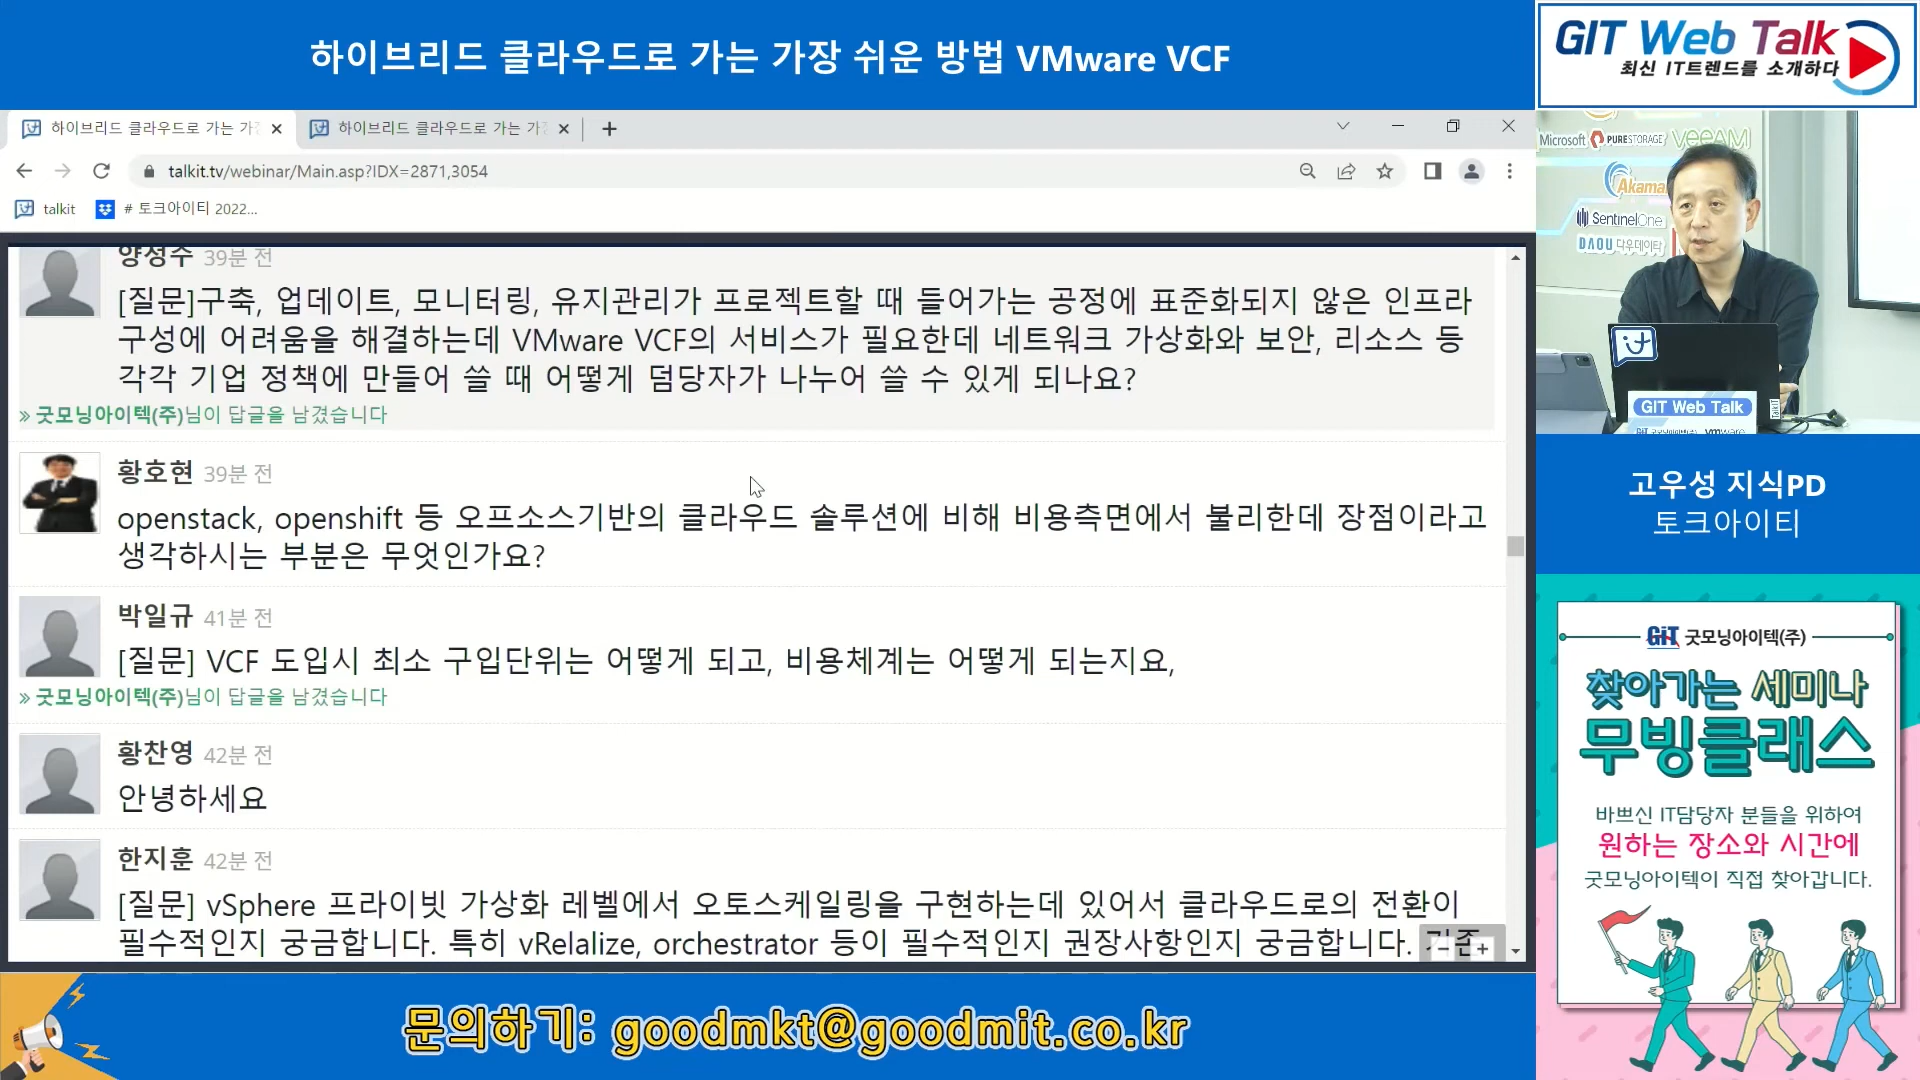 하이브리드 클라우드로 가는 가장 쉬운 방법 VMware VCF
GIT Web Talk
최신 IT트렌드를 소개하다
하이브리드 클라우드로 가는 가장
하이브리드 클라우드로 가는 가장
talkit.tv/webinar/Main.asp?IDX=2871,3054
talkit
# 토크아이티 2022...
양성수 39분 전
[질문]구축, 업데이트, 모니터링, 유지관리가 프로젝트할 때 들어가는 공정에 표준화되지 않은 인프라
구성에 어려움을 해결하는데 VMware VCF의 서비스가 필요한데 네트워크 가상화와 보안, 리소스 등
각각 기업 정책에 만들어 쓸 때 어떻게 덤당자가 나누어 쓸 수 있게 되나요?
» 굿모닝아이텍(주)님이 답글을 남겼습니다
황호현 39분 전
openstack, openshift 등 오프소스기반의 클라우드 솔루션에 비해 비용측면에서 불리한데 장점이라고
생각하시는 부분은 무엇인가요?
박일규 41분 전
[질문] VCF 도입시 최소 구입단위는 어떻게 되고, 비용체계는 어떻게 되는지요,
» 굿모닝아이텍(주)님이 답글을 남겼습니다
황찬영 42분 전
안녕하세요
한지훈 42분 전
[질문] vSphere 프라이빗 가상화 레벨에서 오토스케일링을 구현하는데 있어서 클라우드로의 전환이
필수적인지 궁금합니다. 특히 vRelalize, orchestrator 등이 필수적인지 권장사항인지 궁금합니다. 기존
문의하기: goodmkt@goodmit.co.kr
Microsoft PURESTORAGE veeAM
Akamai
SentinelOne
DAOU 다우데이타
GIT Web Talk
vmware
고우성 지식PD
토크아이티
GiT 굿모닝아이텍(주)
찾아가는 세미나
무빙클래스
바쁘신 IT담당자 분들을 위하여
원하는 장소와 시간에
굿모닝아이텍이 직접 찾아갑니다.